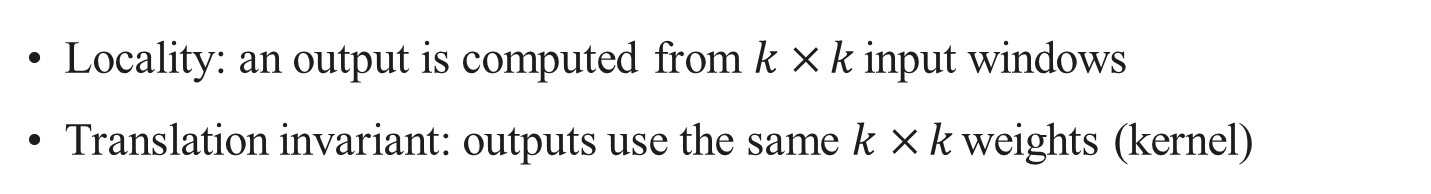 • Locality: an output is computed from k × k input windows
• Translation invariant: outputs use the same k × k weights (kernel)